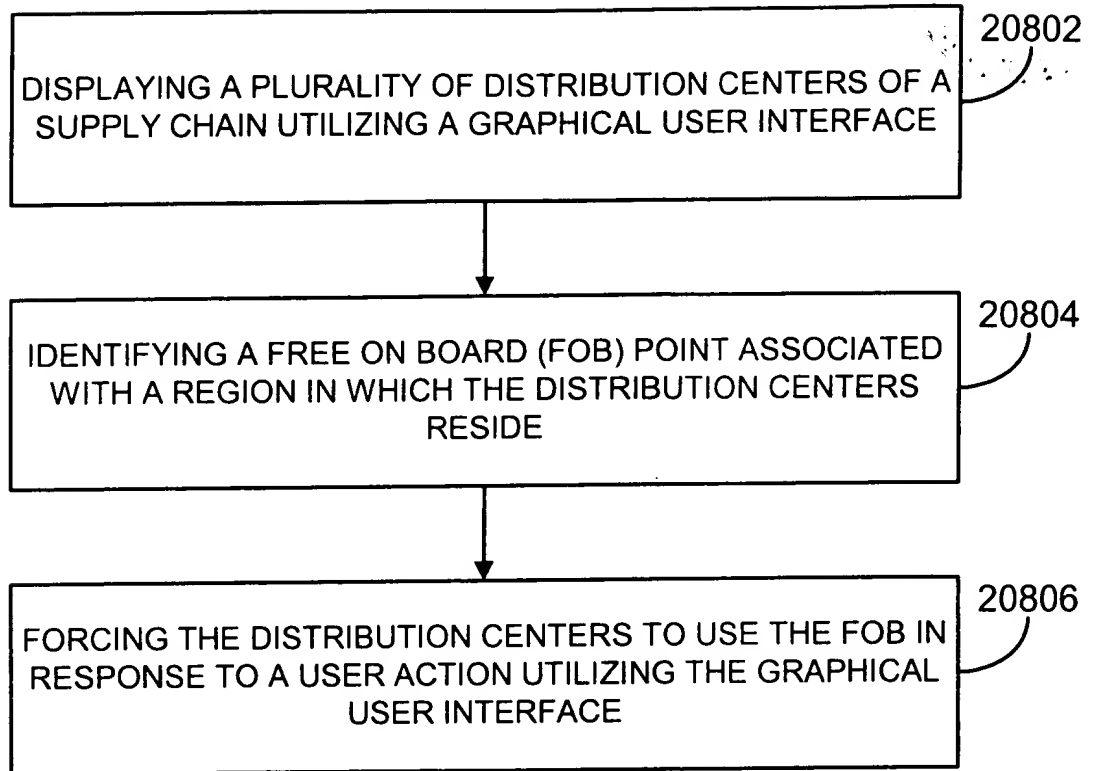 20802
DISPLAYING A PLURALITY OF DISTRIBUTION CENTERS OF A
SUPPLY CHAIN UTILIZING A GRAPHICAL USER INTERFACE
20804
IDENTIFYING A FREE ON BOARD (FOB) POINT ASSOCIATED
WITH A REGION IN WHICH THE DISTRIBUTION CENTERS
RESIDE
20806
FORCING THE DISTRIBUTION CENTERS TO USE THE FOB IN
RESPONSE TO A USER ACTION UTILIZING THE GRAPHICAL
USER INTERFACE